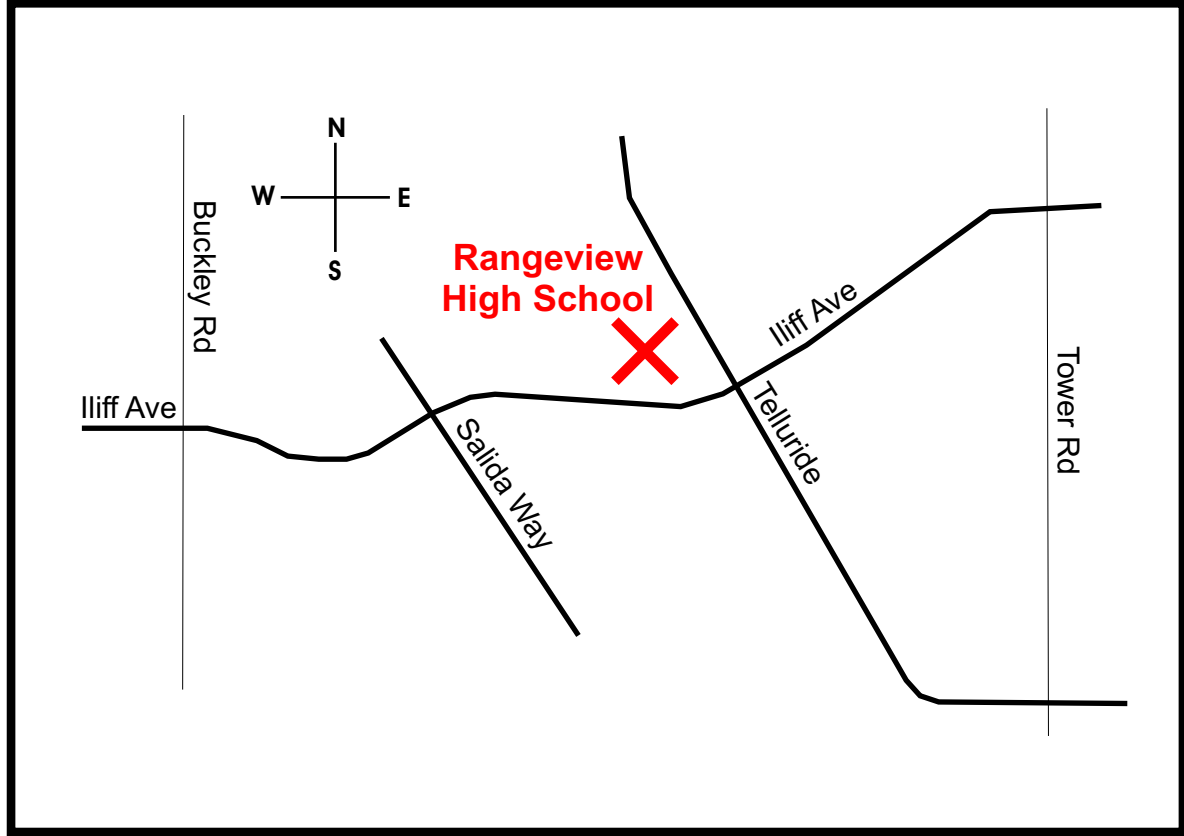 N
W
E
S
Buckley Rd
Rangeview
High School
Iliff Ave
Iliff Ave
Salida Way
Telluride
Tower Rd